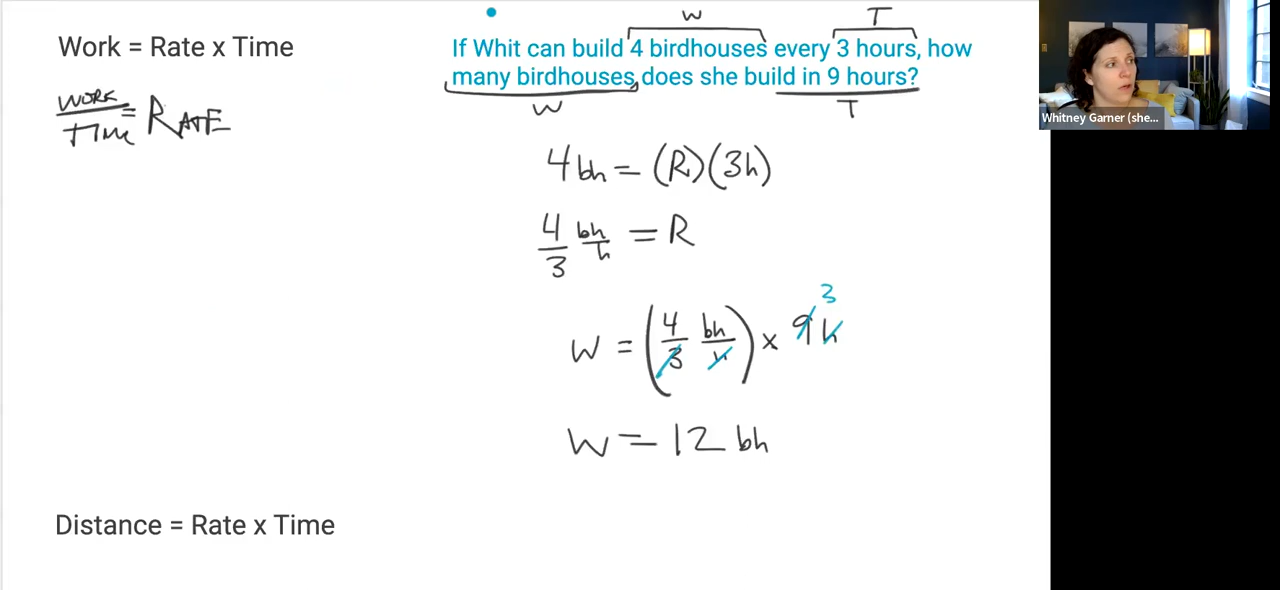 Work = Rate x Time
WORK
Time
= RATE
W
T
If Whit can build 4 birdhouses every 3 hours, how
many birdhouses, does she build in 9 hours?
W
T
4 bh = (R)(3h)
4/3 bh/h = R
3
W = (4/3 bh/h) x 9h
W = 12 bh
Distance = Rate x Time
Whitney Garner (she...